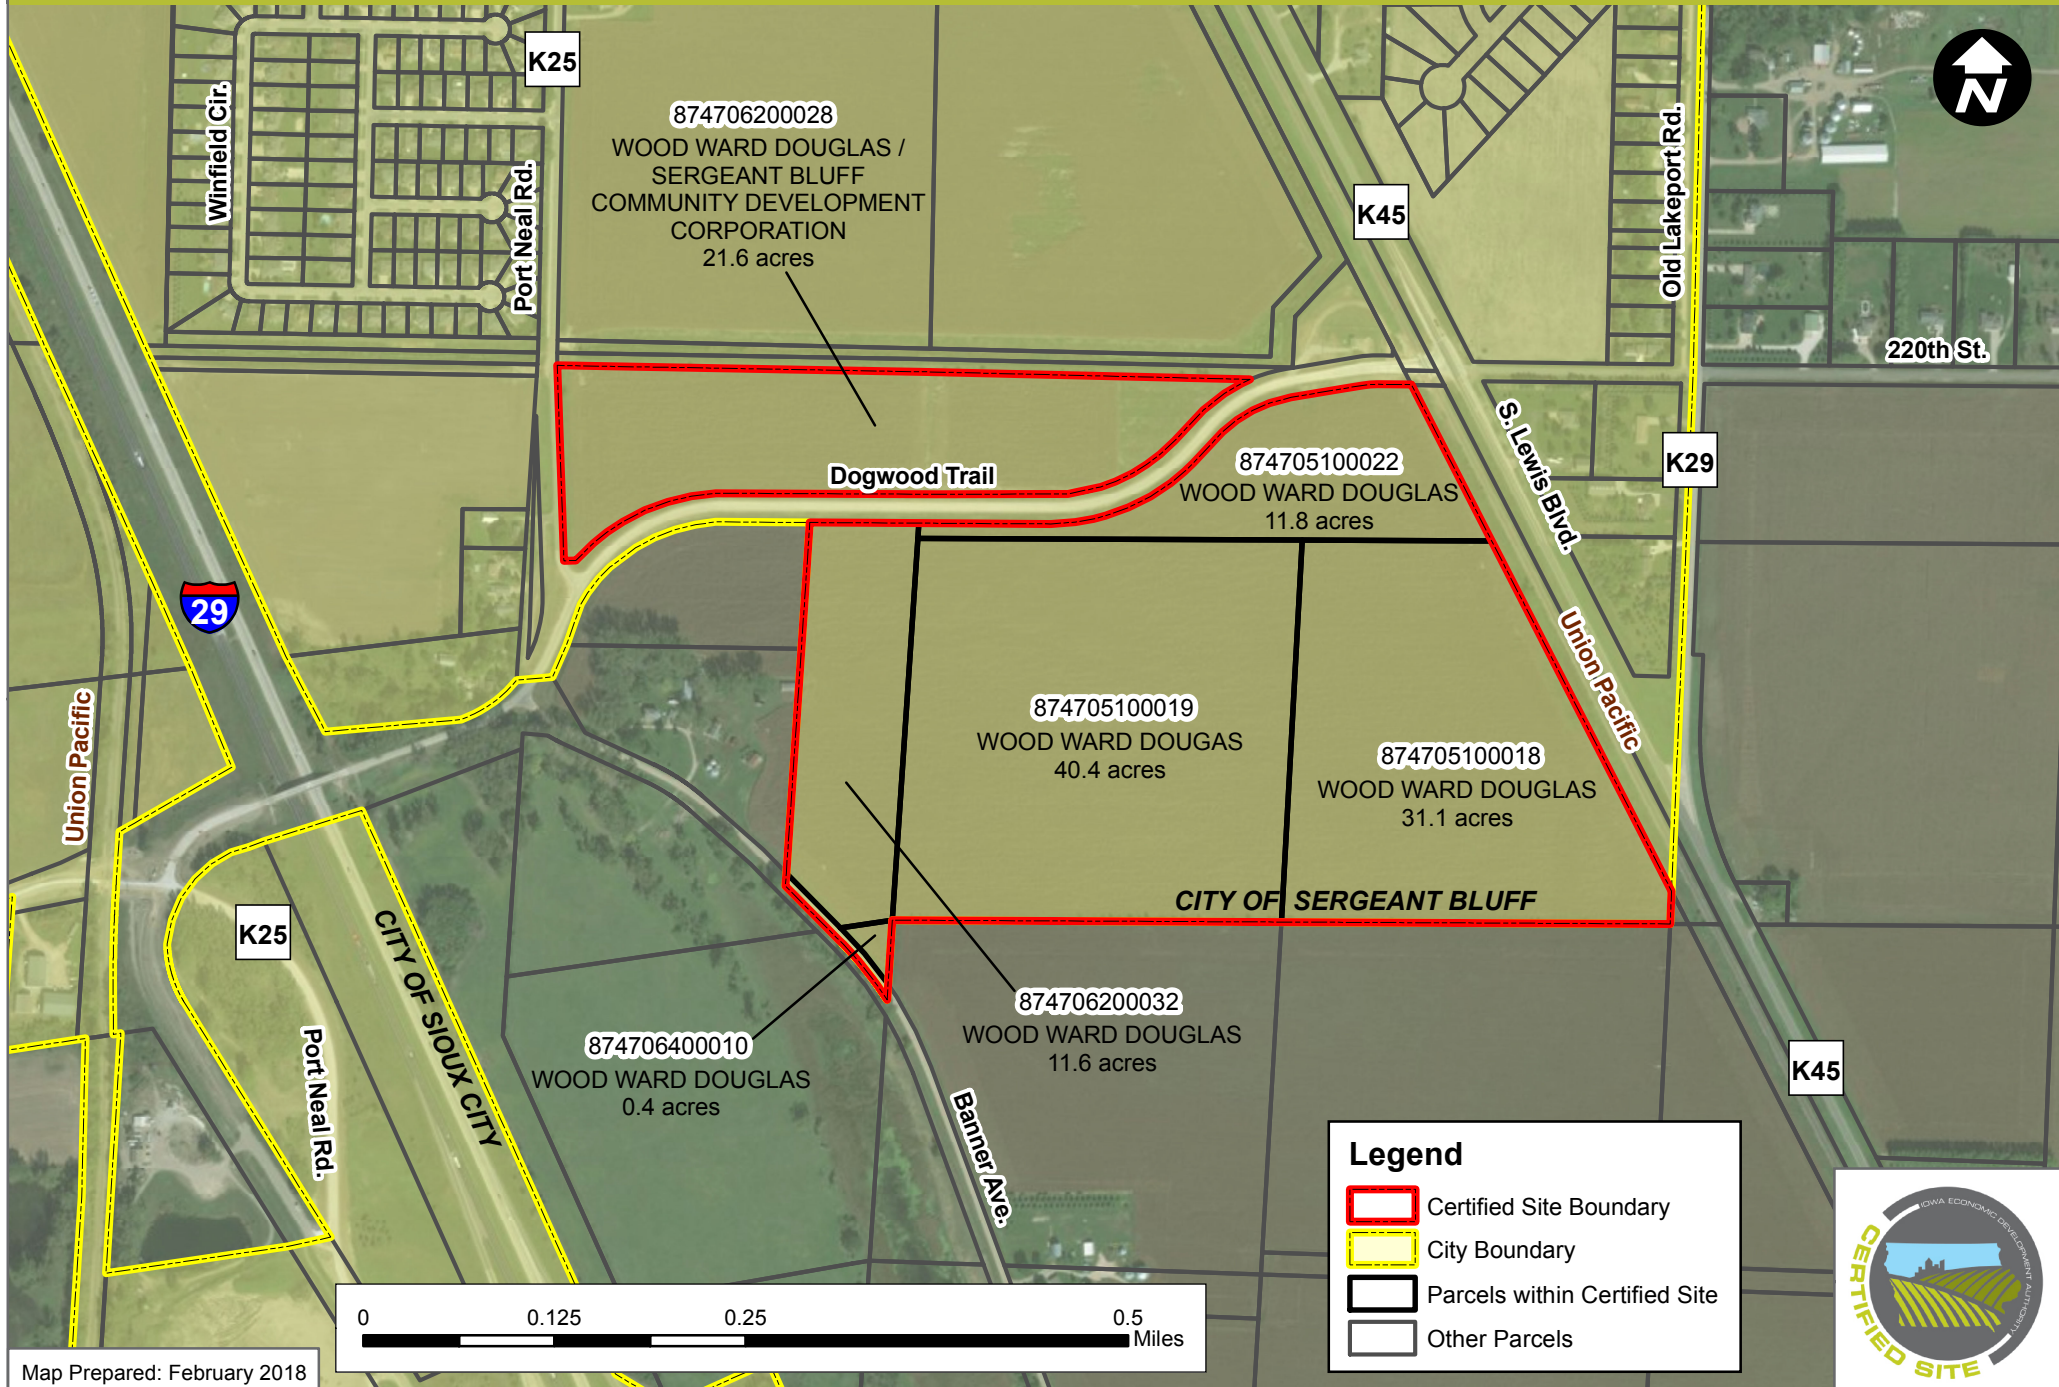 K25
Winfield Cir.
Port Neal Rd.
874706200028
WOOD WARD DOUGLAS /
SERGEANT BLUFF
COMMUNITY DEVELOPMENT
CORPORATION
21.6 acres
K45
Old Lakeport Rd.
N
220th St.
Dogwood Trail
874705100022
WOOD WARD DOUGLAS
11.8 acres
S. Lewis Blvd.
K29
29
Union Pacific
Union Pacific
874705100019
WOOD WARD DOUGAS
40.4 acres
874705100018
WOOD WARD DOUGLAS
31.1 acres
CITY OF SERGEANT BLUFF
K25
CITY OF SIOUX CITY
Port Neal Rd.
874706400010
WOOD WARD DOUGLAS
0.4 acres
874706200032
WOOD WARD DOUGLAS
11.6 acres
Banner Ave.
K45
Legend
Certified Site Boundary
City Boundary
Parcels within Certified Site
Other Parcels
0 0.125 0.25 0.5
Miles
Map Prepared: February 2018
IOWA ECONOMIC DEVELOPMENT AUTHORITY
CERTIFIED SITE